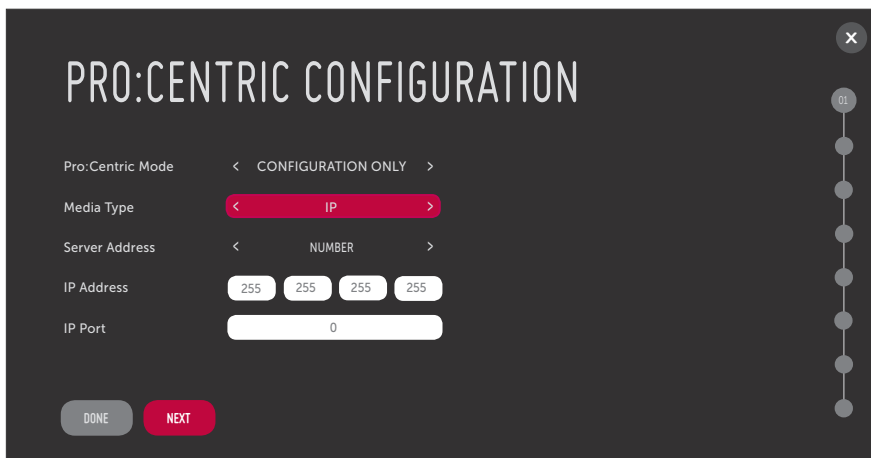 X
PRO:CENTRIC CONFIGURATION
01
Pro:Centric Mode < CONFIGURATION ONLY >
Media Type < IP >
Server Address < NUMBER >
IP Address 255 255 255 255
IP Port 0
DONE NEXT